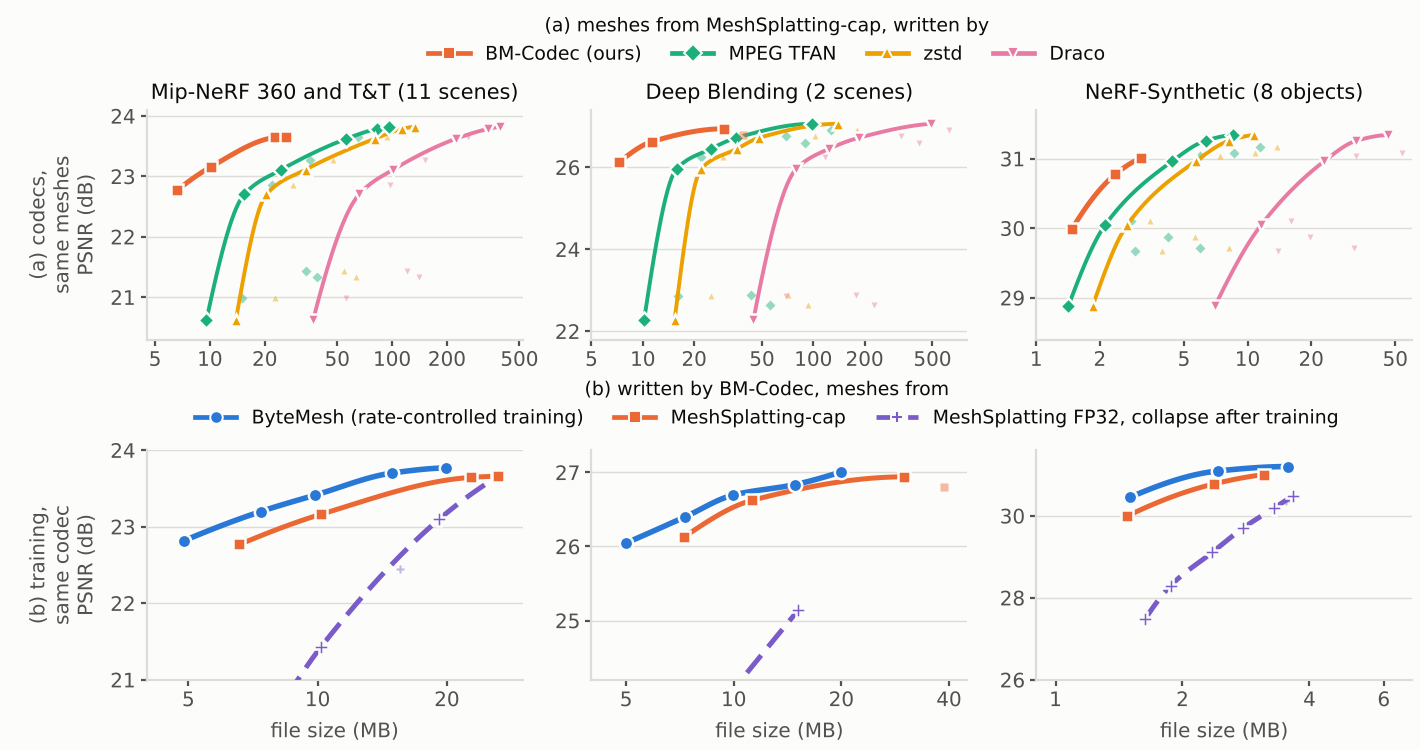 (a) meshes from MeshSplatting-cap, written by
BM-Codec (ours) MPEG TFAN zstd Draco
Mip-NeRF 360 and T&T (11 scenes) Deep Blending (2 scenes) NeRF-Synthetic (8 objects)
(a) codecs,
same meshes
PSNR (dB)
24
23
22
21
5 10 20 50 100 200 500
26
24
22
5 10 20 50 100 200 500
31
30
29
1 2 5 10 20 50
(b) written by BM-Codec, meshes from
ByteMesh (rate-controlled training) MeshSplatting-cap MeshSplatting FP32, collapse after training
(b) training,
same codec
PSNR (dB)
24
23
22
21
5 10 20
file size (MB)
27
26
25
5 10 20 40
file size (MB)
30
28
26
1 2 4 6
file size (MB)